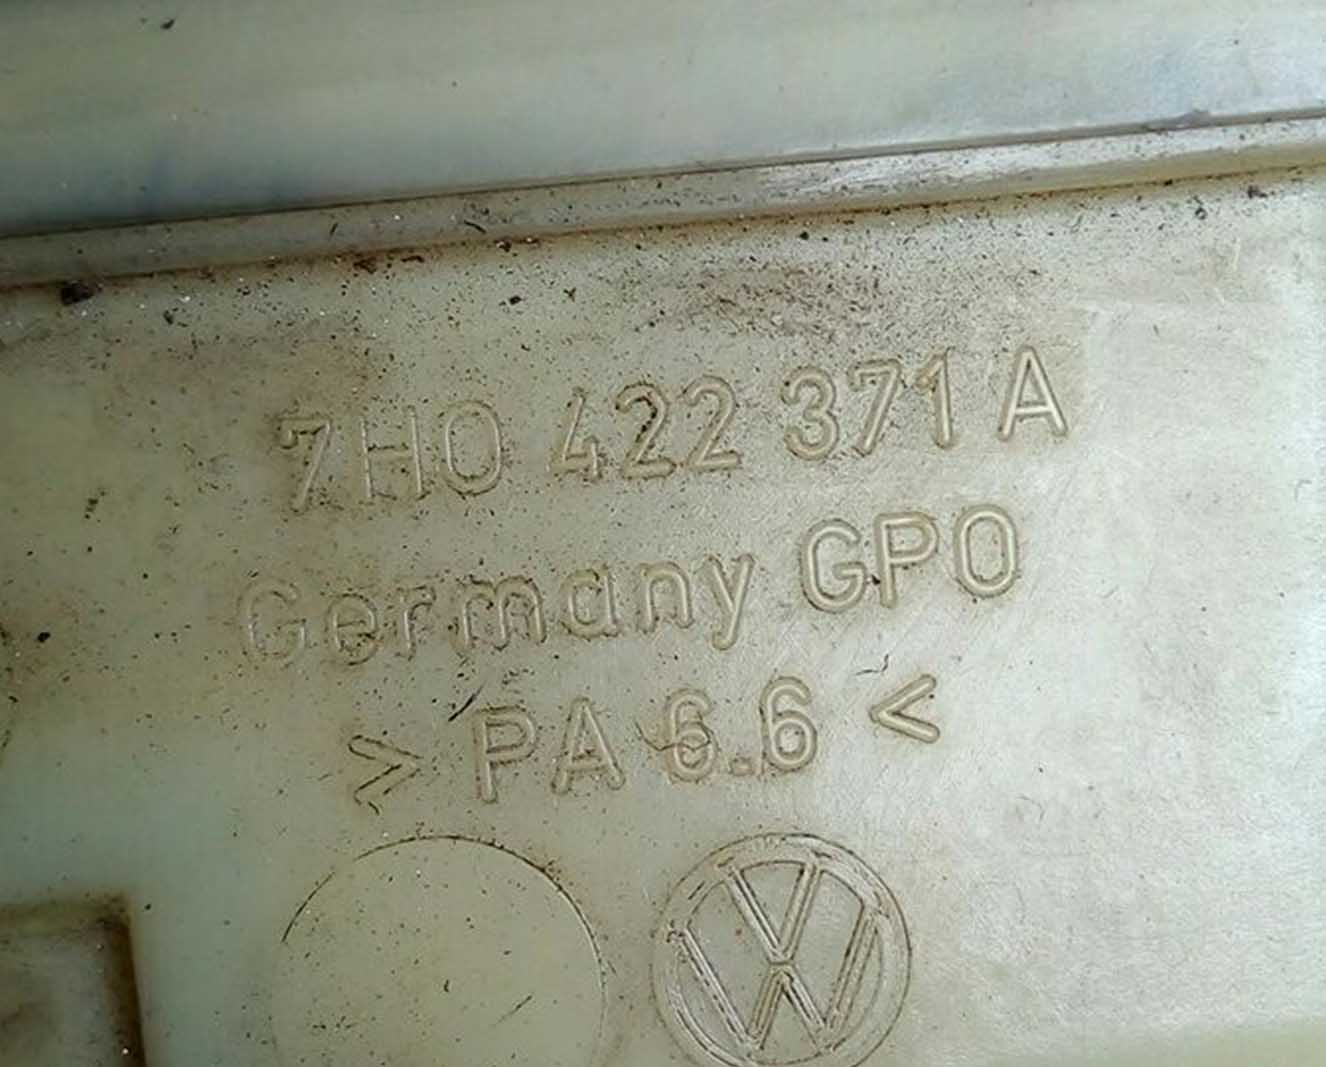 7H0 422 371 A
Germany GPO
> PA 6.6 <